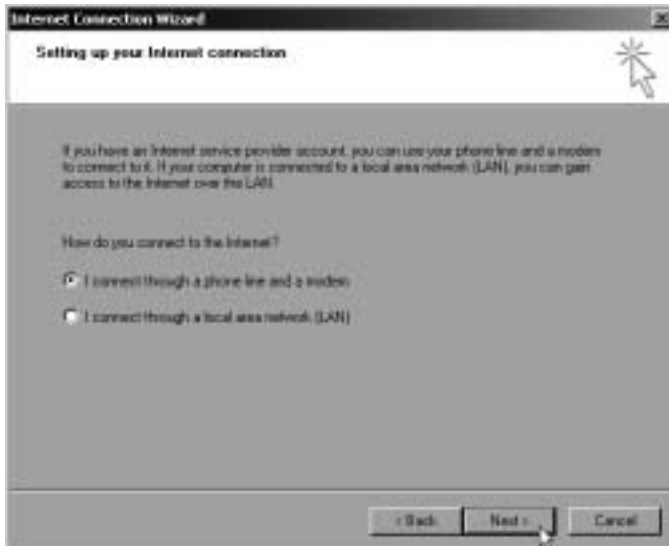 Internet Connection Wizard
Setting up your Internet connection
If you have an Internet service provider account, you can use your phone line and a modem
to connect to it. If your computer is connected to a local area network (LAN), you can gain
access to the Internet over the LAN.
How do you connect to the Internet?
I connect through a phone line and a modem
I connect through a local area network (LAN)
< Back
Next >
Cancel